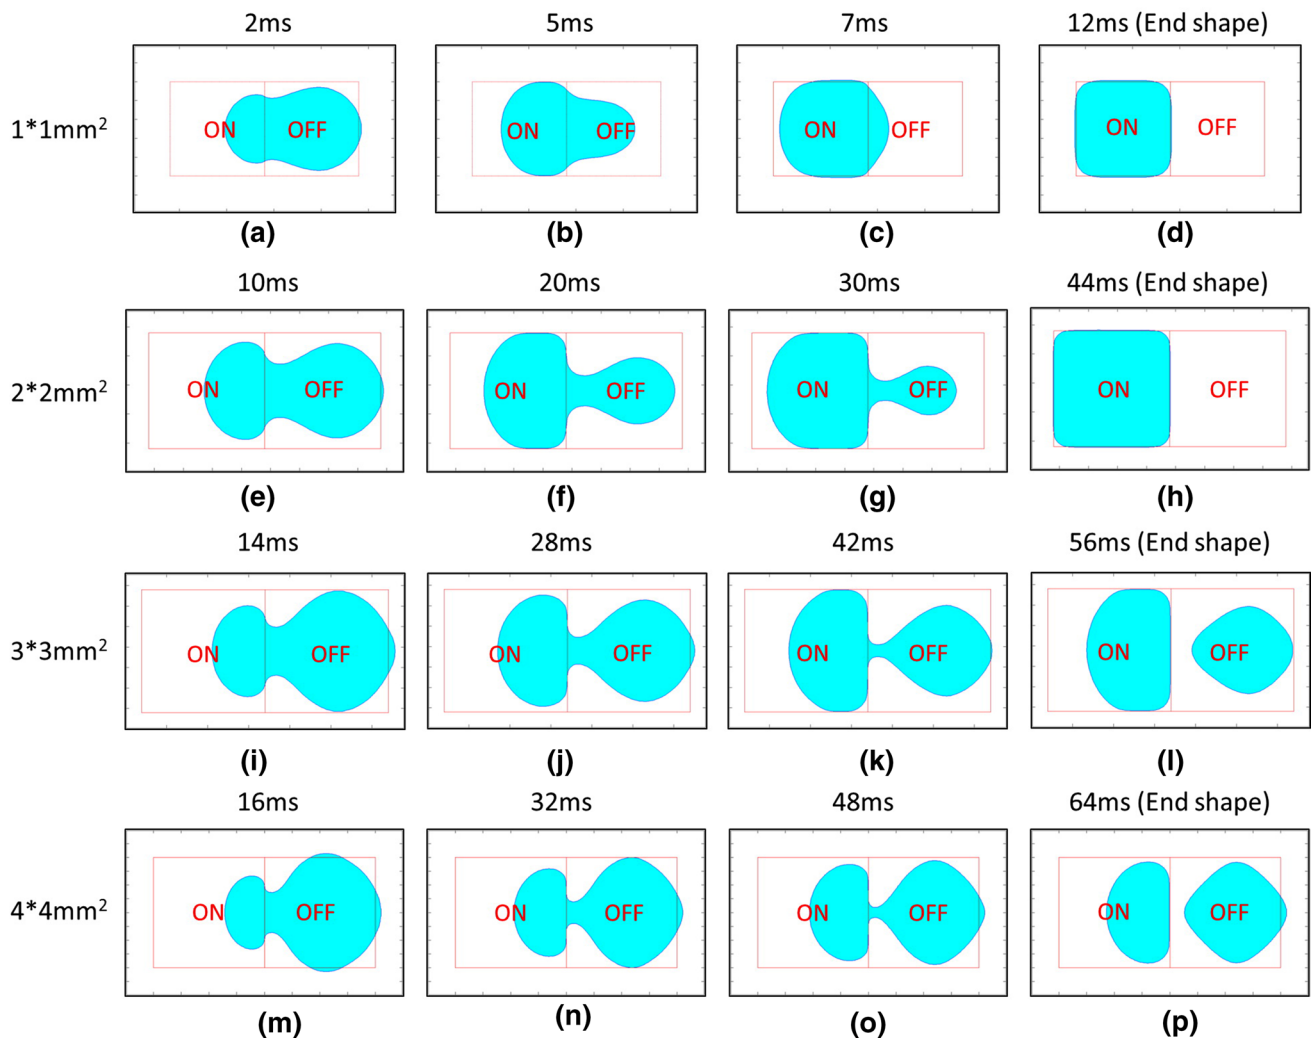 2ms 5ms 7ms 12ms (End shape)
1*1mm²
ON OFF ON OFF ON OFF ON OFF
(a) (b) (c) (d)
10ms 20ms 30ms 44ms (End shape)
2*2mm²
ON OFF ON OFF ON OFF ON OFF
(e) (f) (g) (h)
14ms 28ms 42ms 56ms (End shape)
3*3mm²
ON OFF ON OFF ON OFF ON OFF
(i) (j) (k) (l)
16ms 32ms 48ms 64ms (End shape)
4*4mm²
ON OFF ON OFF ON OFF ON OFF
(m) (n) (o) (p)